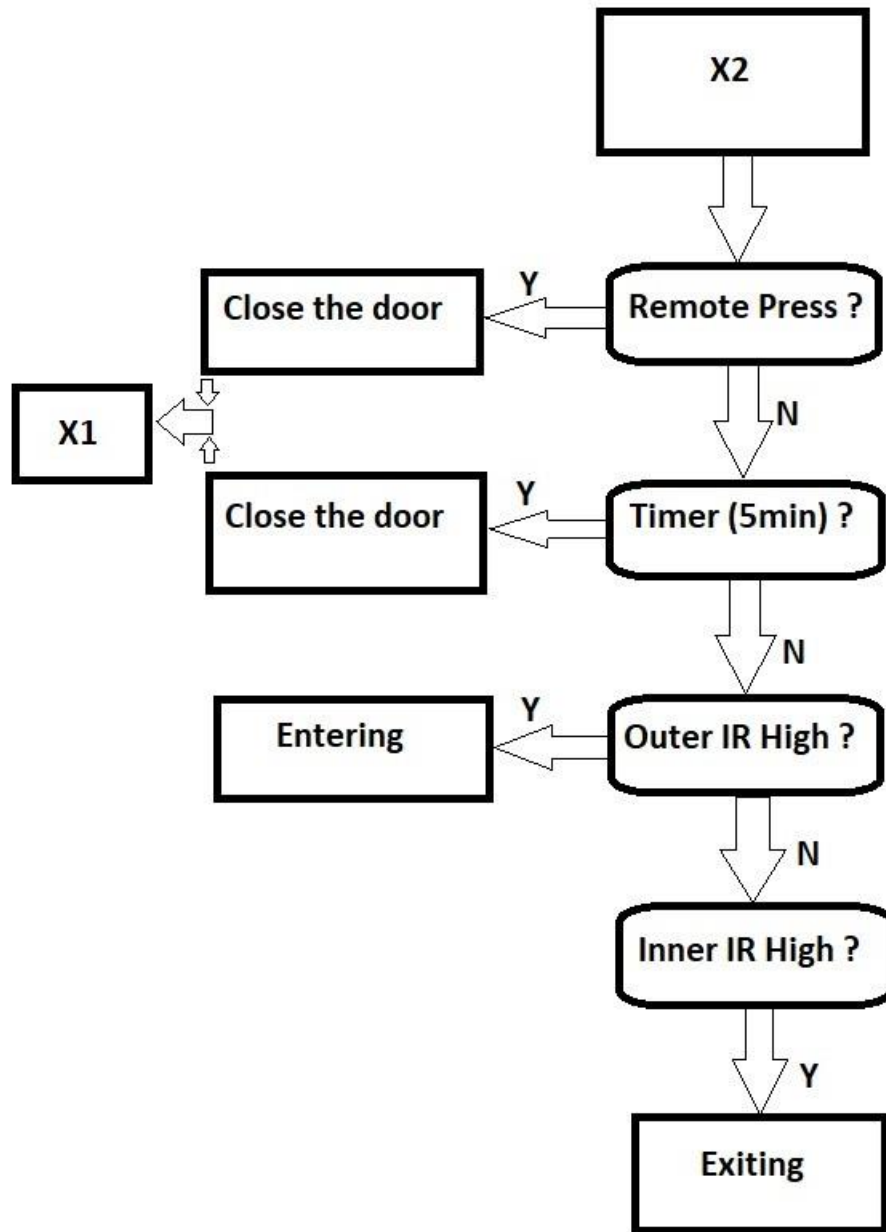 X2
Y
Close the door
Remote Press ?
X1
N
Y
Close the door
Timer (5min) ?
N
Y
Entering
Outer IR High ?
N
Inner IR High ?
Y
Exiting